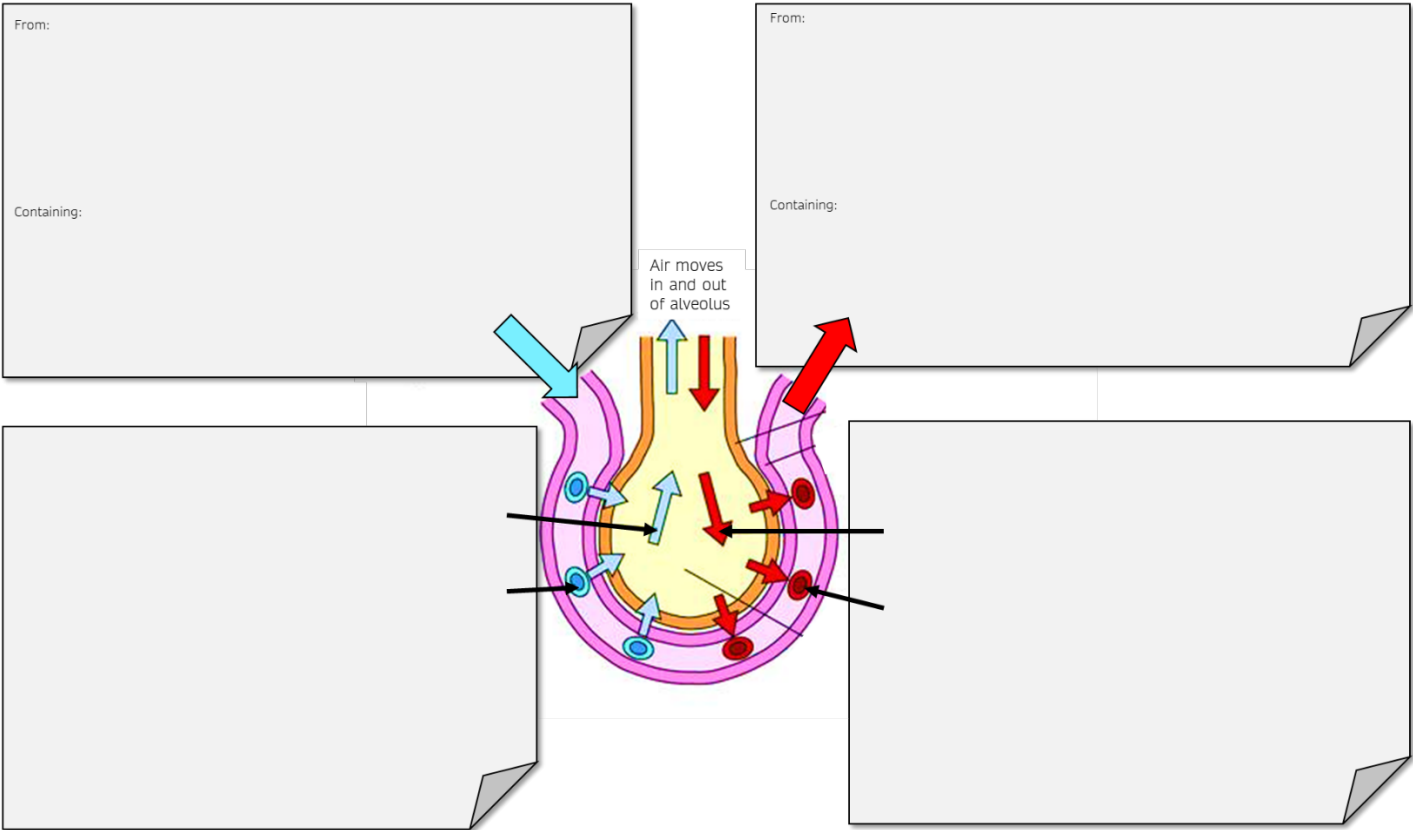 From:
Containing:
From:
Containing:
Air moves
in and out
of alveolus